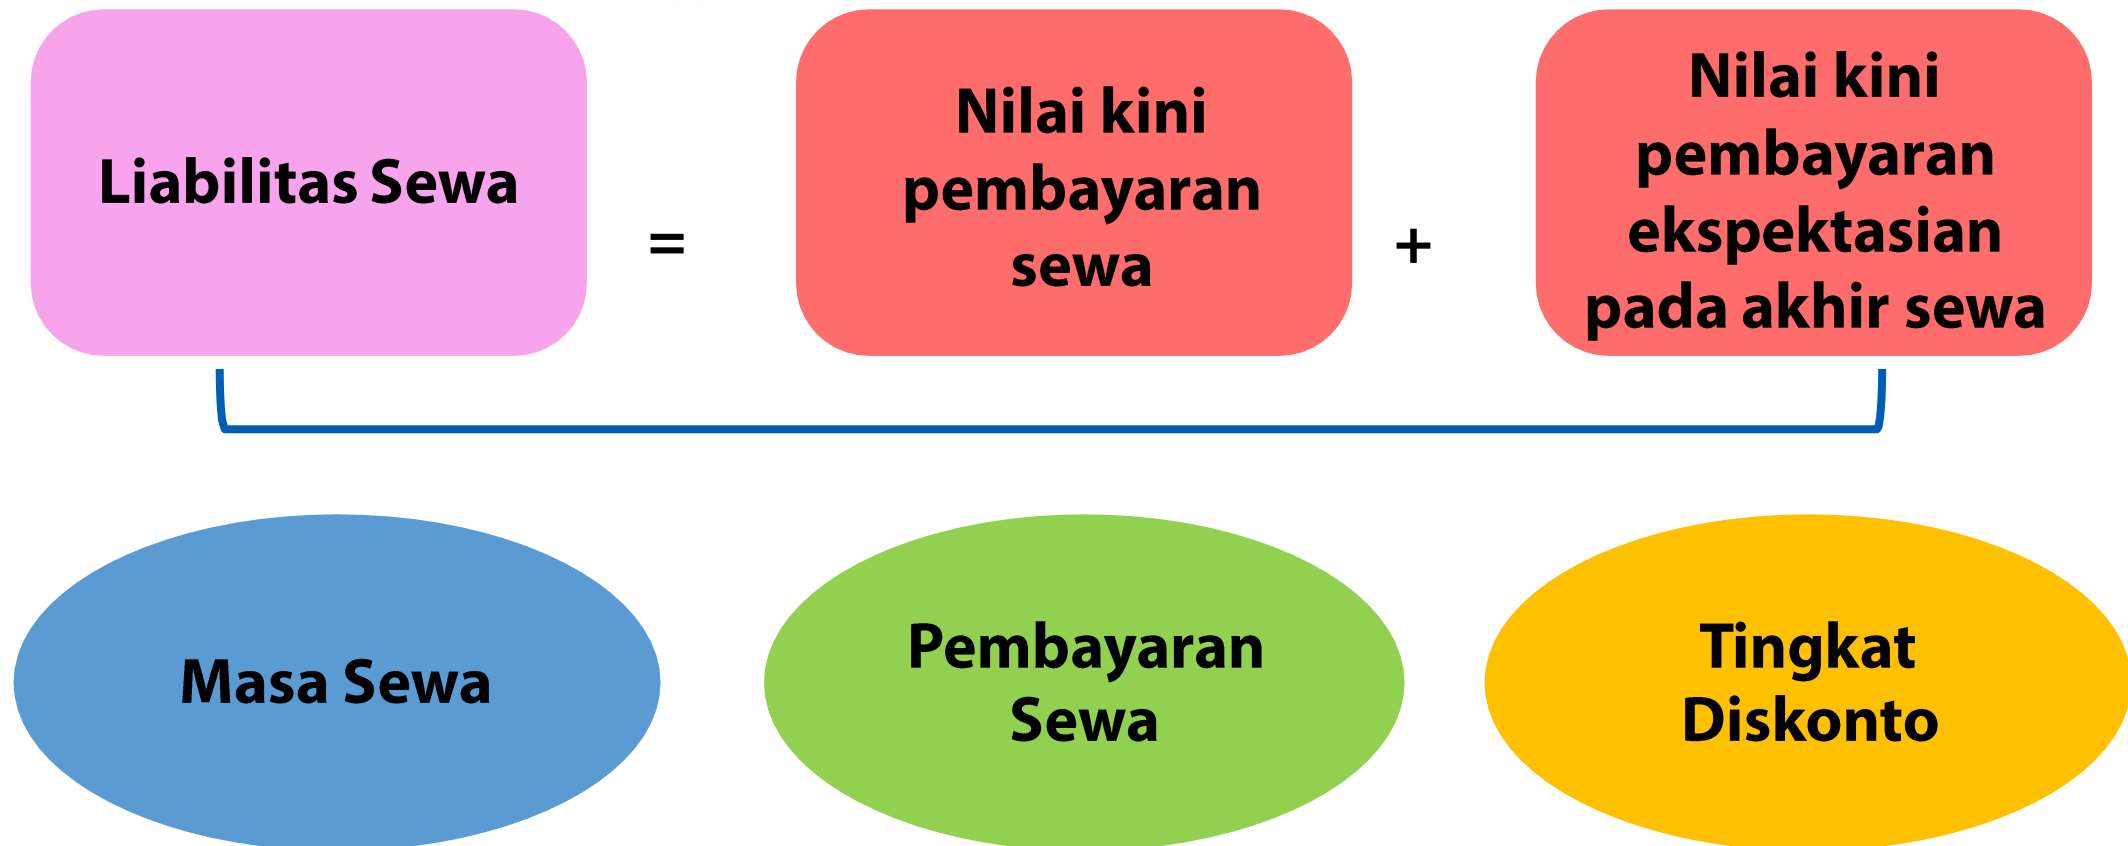 Liabilitas Sewa
=
Nilai kini
pembayaran
sewa
+
Nilai kini
pembayaran
ekspektasian
pada akhir sewa
Masa Sewa
Pembayaran
Sewa
Tingkat
Diskonto